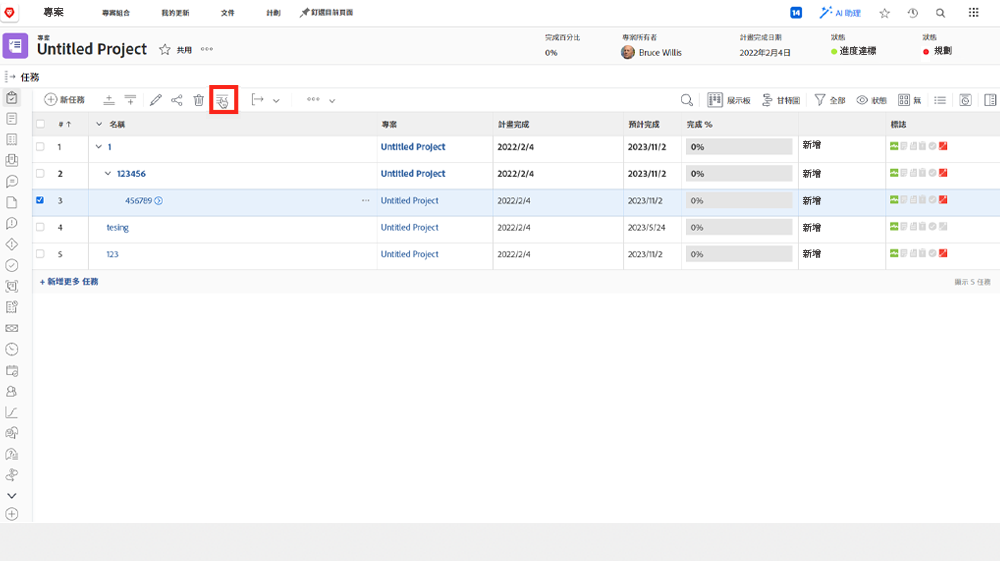 專案 專案組合 我的更新 文件 計劃 釘選目前頁面 14 AI 助理
專案
Untitled Project 共用
完成百分比
0%
專案所有者
Bruce Willis
計畫完成日期
2022年2月4日
狀態
進度達標
狀態
規劃
任務
新任務 展示板 甘特圖 全部 狀態 無
# ↑ 名稱 專案 計畫完成 預計完成 完成 % 標誌
1 1 Untitled Project 2022/2/4 2023/11/2 0% 新增
2 123456 Untitled Project 2022/2/4 2023/11/2 0% 新增
3 456789 Untitled Project 2022/2/4 2023/11/2 0% 新增
4 tesing Untitled Project 2022/2/4 2023/5/24 0% 新增
5 123 Untitled Project 2022/2/4 2023/11/2 0% 新增
+ 新增更多 任務 顯示 5 任務